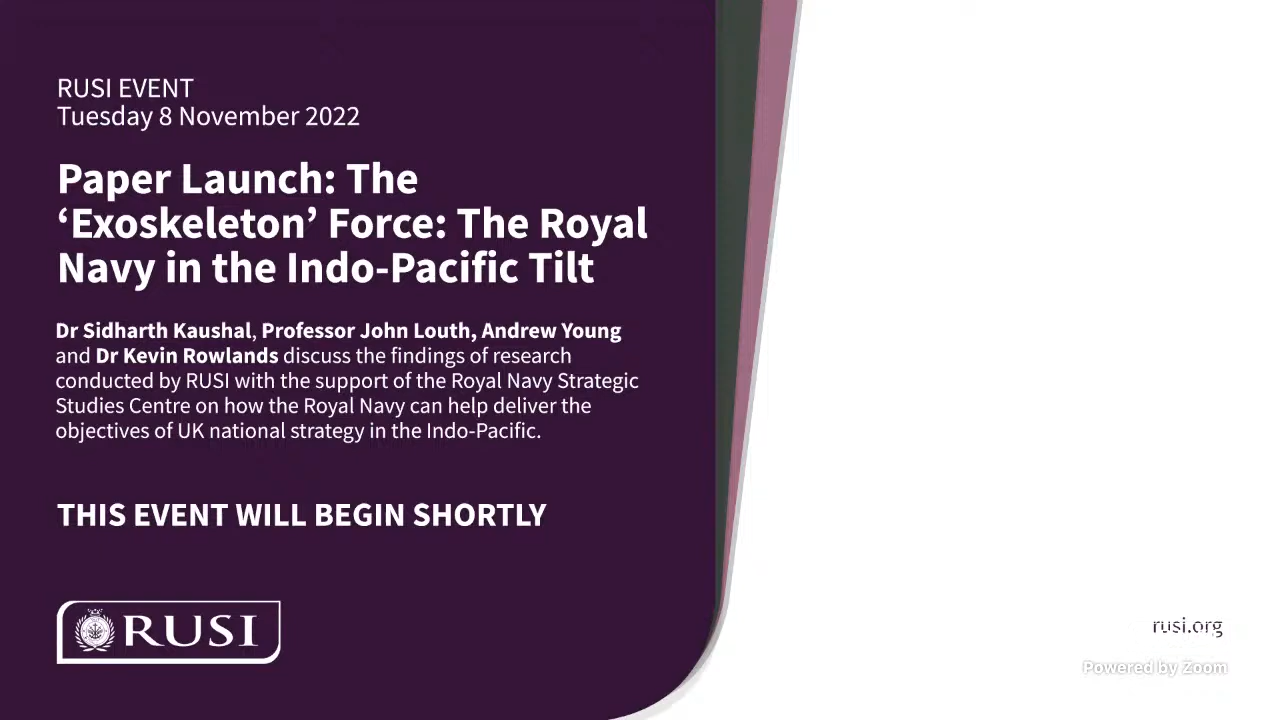 RUSI EVENT
Tuesday 8 November 2022
Paper Launch: The
‘Exoskeleton’ Force: The Royal
Navy in the Indo-Pacific Tilt
Dr Sidharth Kaushal, Professor John Louth, Andrew Young
and Dr Kevin Rowlands discuss the findings of research
conducted by RUSI with the support of the Royal Navy Strategic
Studies Centre on how the Royal Navy can help deliver the
objectives of UK national strategy in the Indo-Pacific.
THIS EVENT WILL BEGIN SHORTLY
RUSI
rusi.org
Powered by Zoom